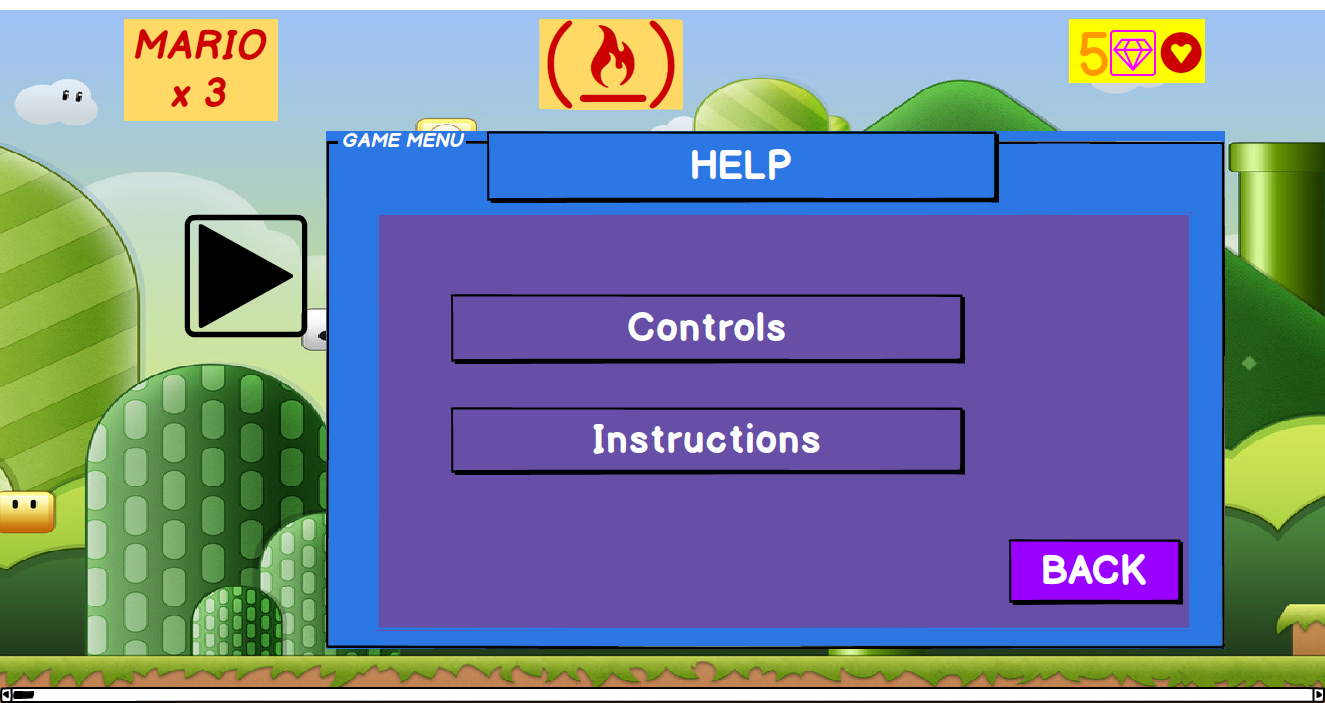 MARIO
x 3
5
GAME MENU
HELP
Controls
Instructions
BACK